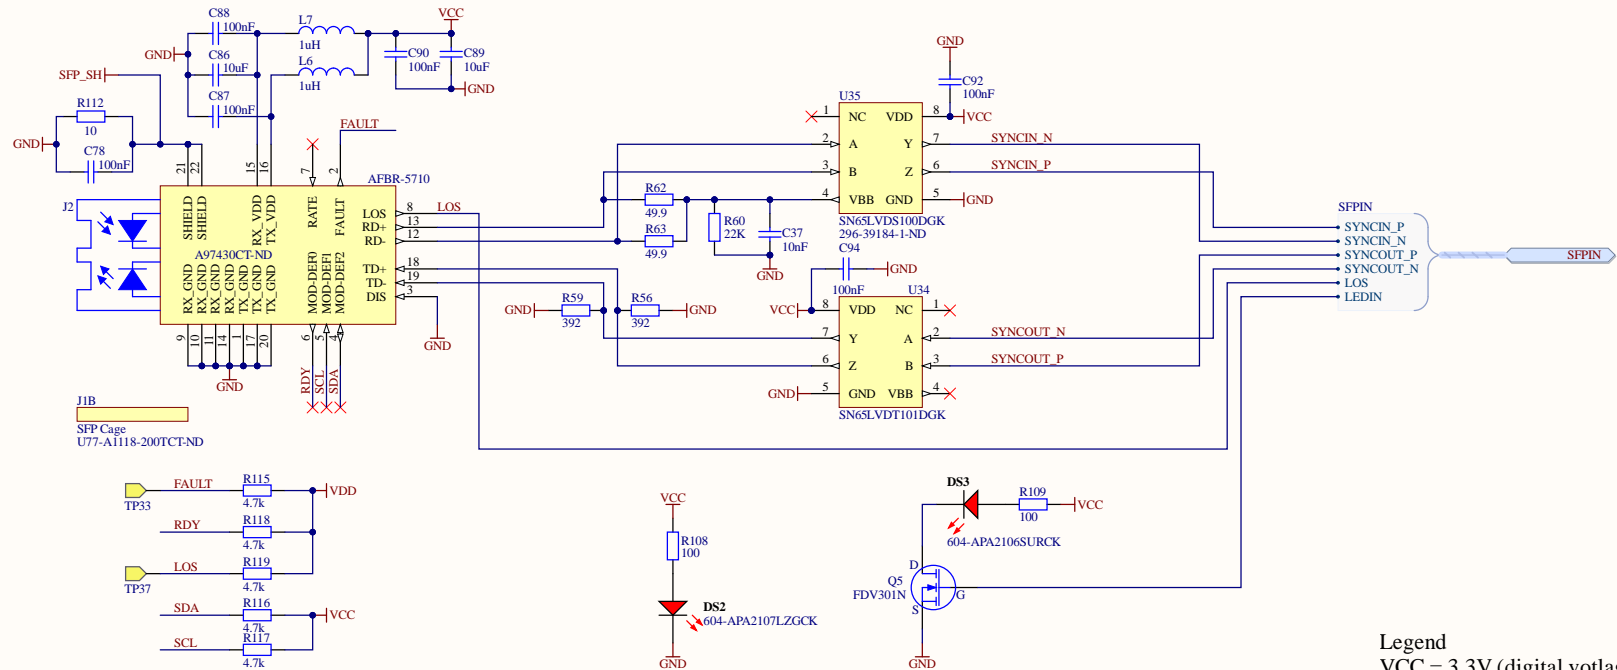 C88
100nF
L7
1uH
VCC
GND
C86
10uF
C90
100nF
C89
10uF
GND
SFP_SH
L6
1uH
C87
100nF
R112
10
GND
C78
100nF
FAULT
21
22
15
16
7
2
AFBR-5710
J2
SHIELD
SHIELD
RX_VDD
TX_VDD
RATE
FAULT
LOS
RD+
RD-
TD+
TD-
DIS
8
13
12
18
19
3
LOS
A97430CT-ND
RX_GND
RX_GND
RX_GND
RX_GND
TX_GND
TX_GND
TX_GND
MOD-DEF0
MOD-DEF1
MOD-DEF2
9
10
11
14
1
17
20
6
5
4
GND
GND
RDY
SCL
SDA
J1B
SFP Cage
U77-A1118-200TCT-ND
GND
C92
100nF
VCC
U35
1
NC
VDD
8
2
A
Y
7
SYNCIN_N
3
B
Z
6
SYNCIN_P
4
VBB
GND
5
GND
SN65LVDS100DGK
296-39184-1-ND
R62
49.9
R63
49.9
R60
22K
C37
10nF
GND
C94
GND
100nF
U34
VCC
8
VDD
NC
1
7
Y
A
2
SYNCOUT_N
6
Z
B
3
SYNCOUT_P
GND
5
GND
VBB
4
SN65LVDT101DGK
GND
R59
392
R56
392
GND
SFPIN
SYNCIN_P
SYNCIN_N
SYNCOUT_P
SYNCOUT_N
LOS
LEDIN
SFPIN
TP33
FAULT
R115
4.7k
VDD
RDY
R118
4.7k
TP37
LOS
R119
4.7k
SDA
R116
4.7k
VCC
SCL
R117
4.7k
VCC
R108
100
DS2
604-APA2107LZGCK
GND
DS3
604-APA2106SURCK
R109
100
VCC
D
Q5
FDV301N
G
S
GND
Legend
VCC = 3.3V (digital votlag